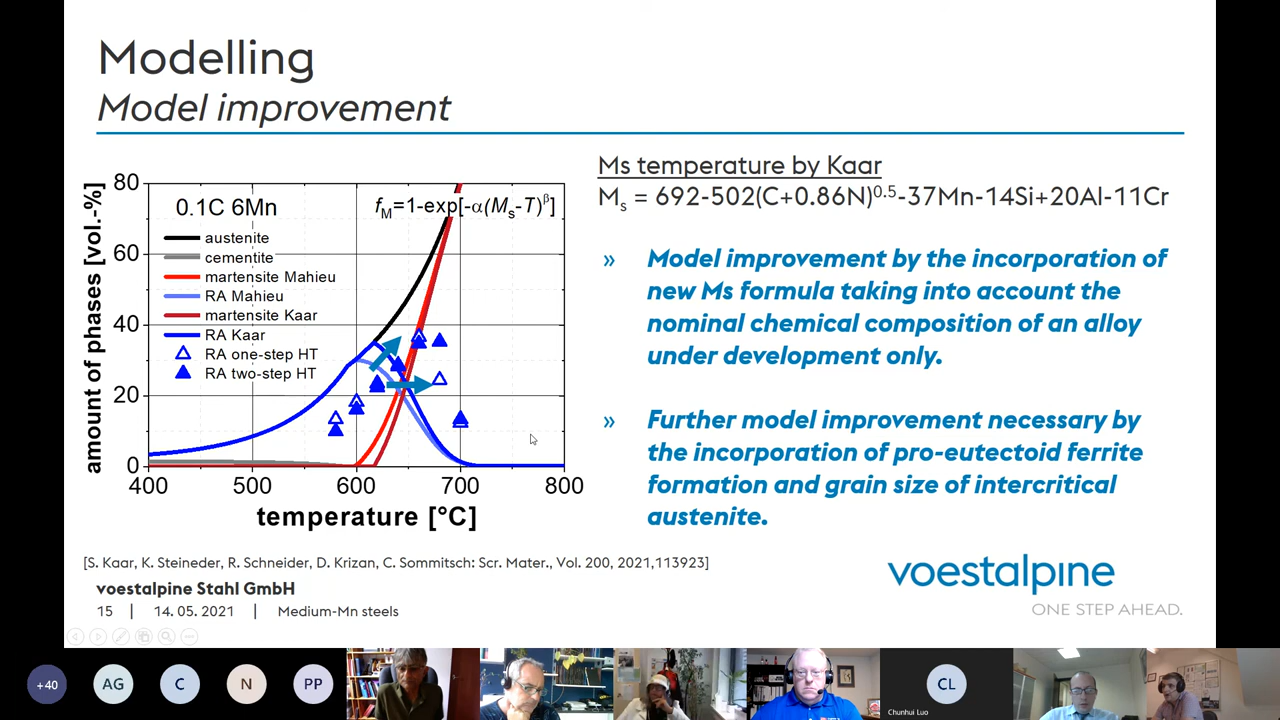 Modelling
Model improvement
Ms temperature by Kaar
Mₛ = 692-502(C+0.86N)⁰·⁵-37Mn-14Si+20Al-11Cr
» Model improvement by the incorporation of
new Ms formula taking into account the
nominal chemical composition of an alloy
under development only.
» Further model improvement necessary by
the incorporation of pro-eutectoid ferrite
formation and grain size of intercritical
austenite.
amount of phases [vol.-%]
80
60
40
20
0
0.1C 6Mn
f_M=1-exp[-α(Mₛ-T)^β]
austenite
cementite
martensite Mahieu
RA Mahieu
martensite Kaar
RA Kaar
RA one-step HT
RA two-step HT
400 500 600 700 800
temperature [°C]
[S. Kaar, K. Steineder, R. Schneider, D. Krizan, C. Sommitsch: Scr. Mater., Vol. 200, 2021,113923]
voestalpine Stahl GmbH
15 | 14. 05. 2021 | Medium-Mn steels
voestalpine
ONE STEP AHEAD.
+40
AG
C
N
PP
CL
Chunhui Luo